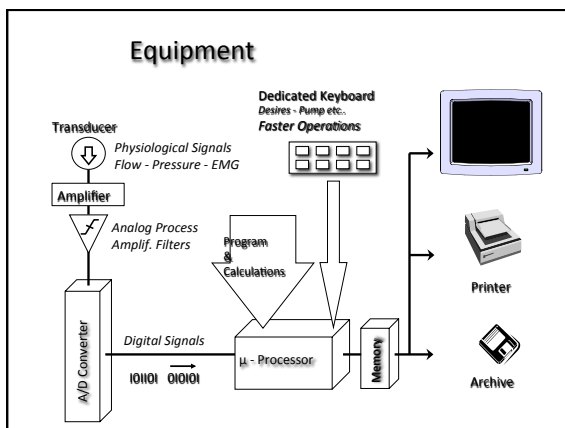 Equipment
Dedicated Keyboard
Desires - Pump etc..
Faster Operations
Transducer
Physiological Signals
Flow - Pressure - EMG
Amplifier
Analog Process
Amplif. Filters
Program
&
Calculations
Printer
A/D Converter
Digital Signals
IOIIOI OIOIOI
µ - Processor
Memory
Archive